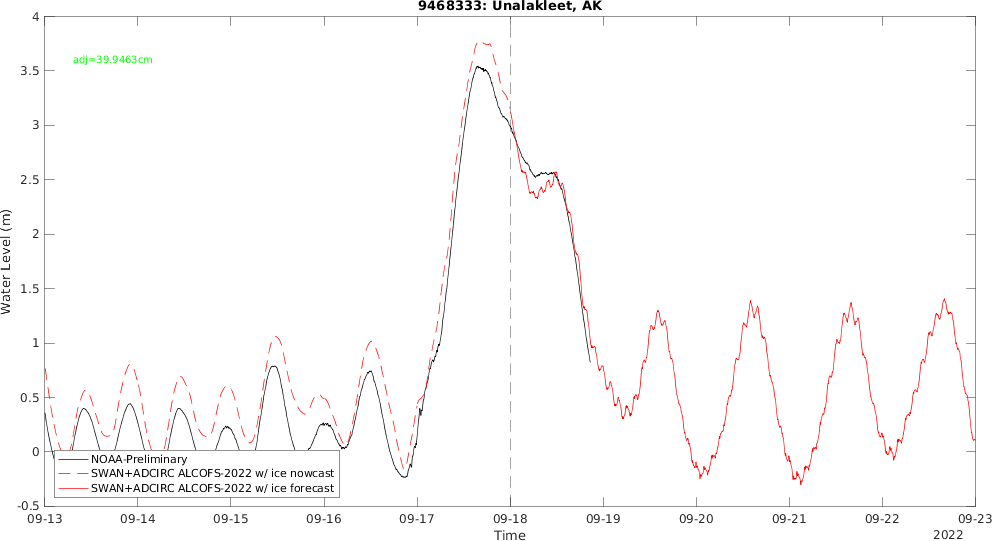 9468333: Unalakleet, AK
adj=39.9463cm
Water Level (m)
4
3.5
3
2.5
2
1.5
1
0.5
0
-0.5
NOAA-Preliminary
SWAN+ADCIRC ALCOFS-2022 w/ ice nowcast
SWAN+ADCIRC ALCOFS-2022 w/ ice forecast
09-13 09-14 09-15 09-16 09-17 09-18 09-19 09-20 09-21 09-22 09-23
Time
2022